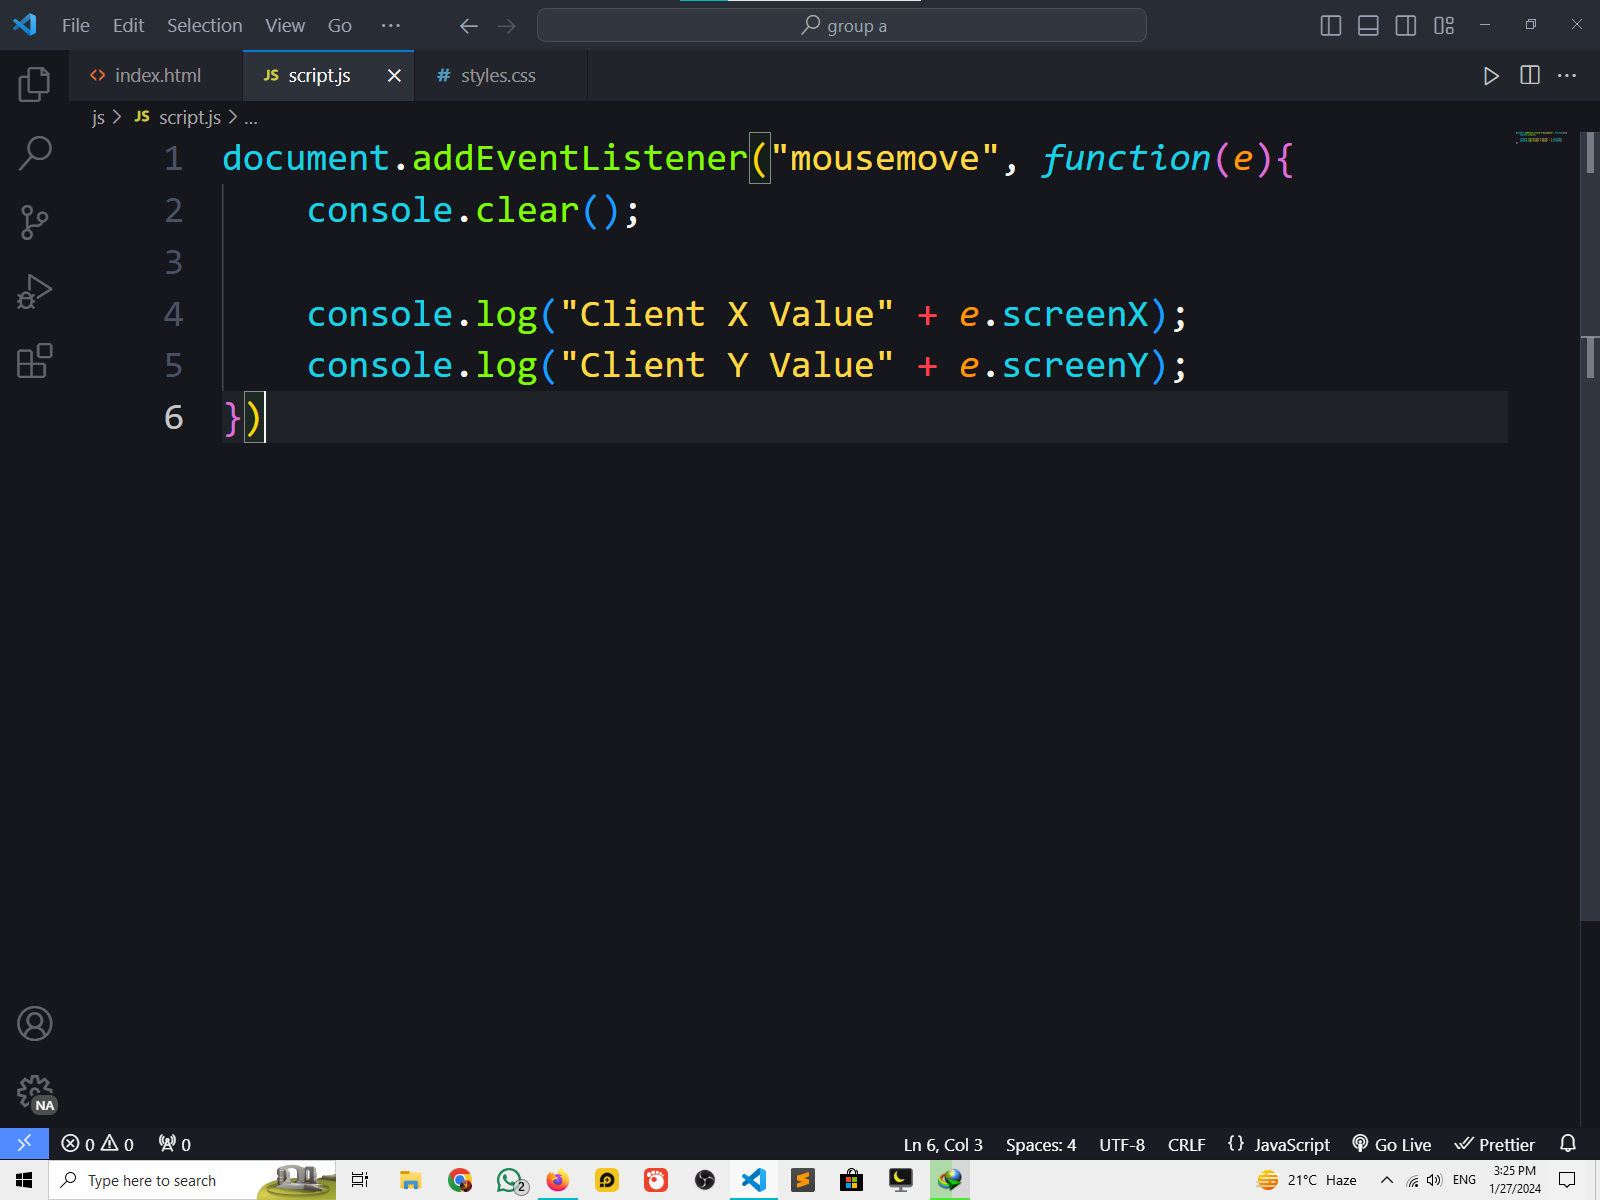 File Edit Selection View Go ···
group a
<> index.html JS script.js × # styles.css
js > JS script.js > ...
1 document.addEventListener("mousemove", function(e){
2     console.clear();
3
4     console.log("Client X Value" + e.screenX);
5     console.log("Client Y Value" + e.screenY);
6 })
NA
0 0 0 Ln 6, Col 3 Spaces: 4 UTF-8 CRLF {} JavaScript Go Live Prettier
Type here to search 2 21°C Haze ENG 3:25 PM
1/27/2024